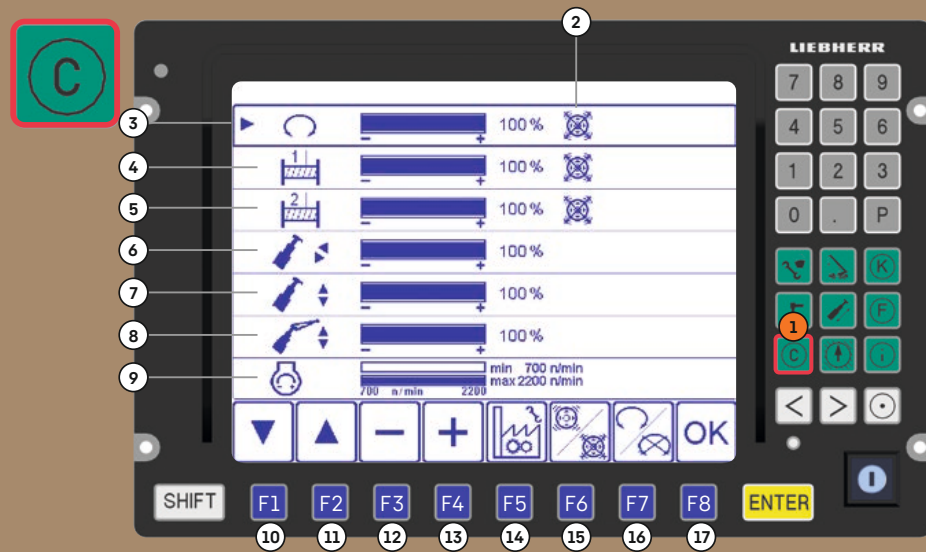 C
2
LIEBHERR
7 8 9
3 100 % 4 5 6
− +
4 1 100 % 1 2 3
− +
5 2 100 % 0 . P
− +
6 100 % K
− +
7 100 % F
− +
1
8 100 % C i
− +
9 min 700 n/min
max 2200 n/min
700 n/min 2200
< >
− + OK
SHIFT F1 F2 F3 F4 F5 F6 F7 F8 ENTER
10 11 12 13 14 15 16 17